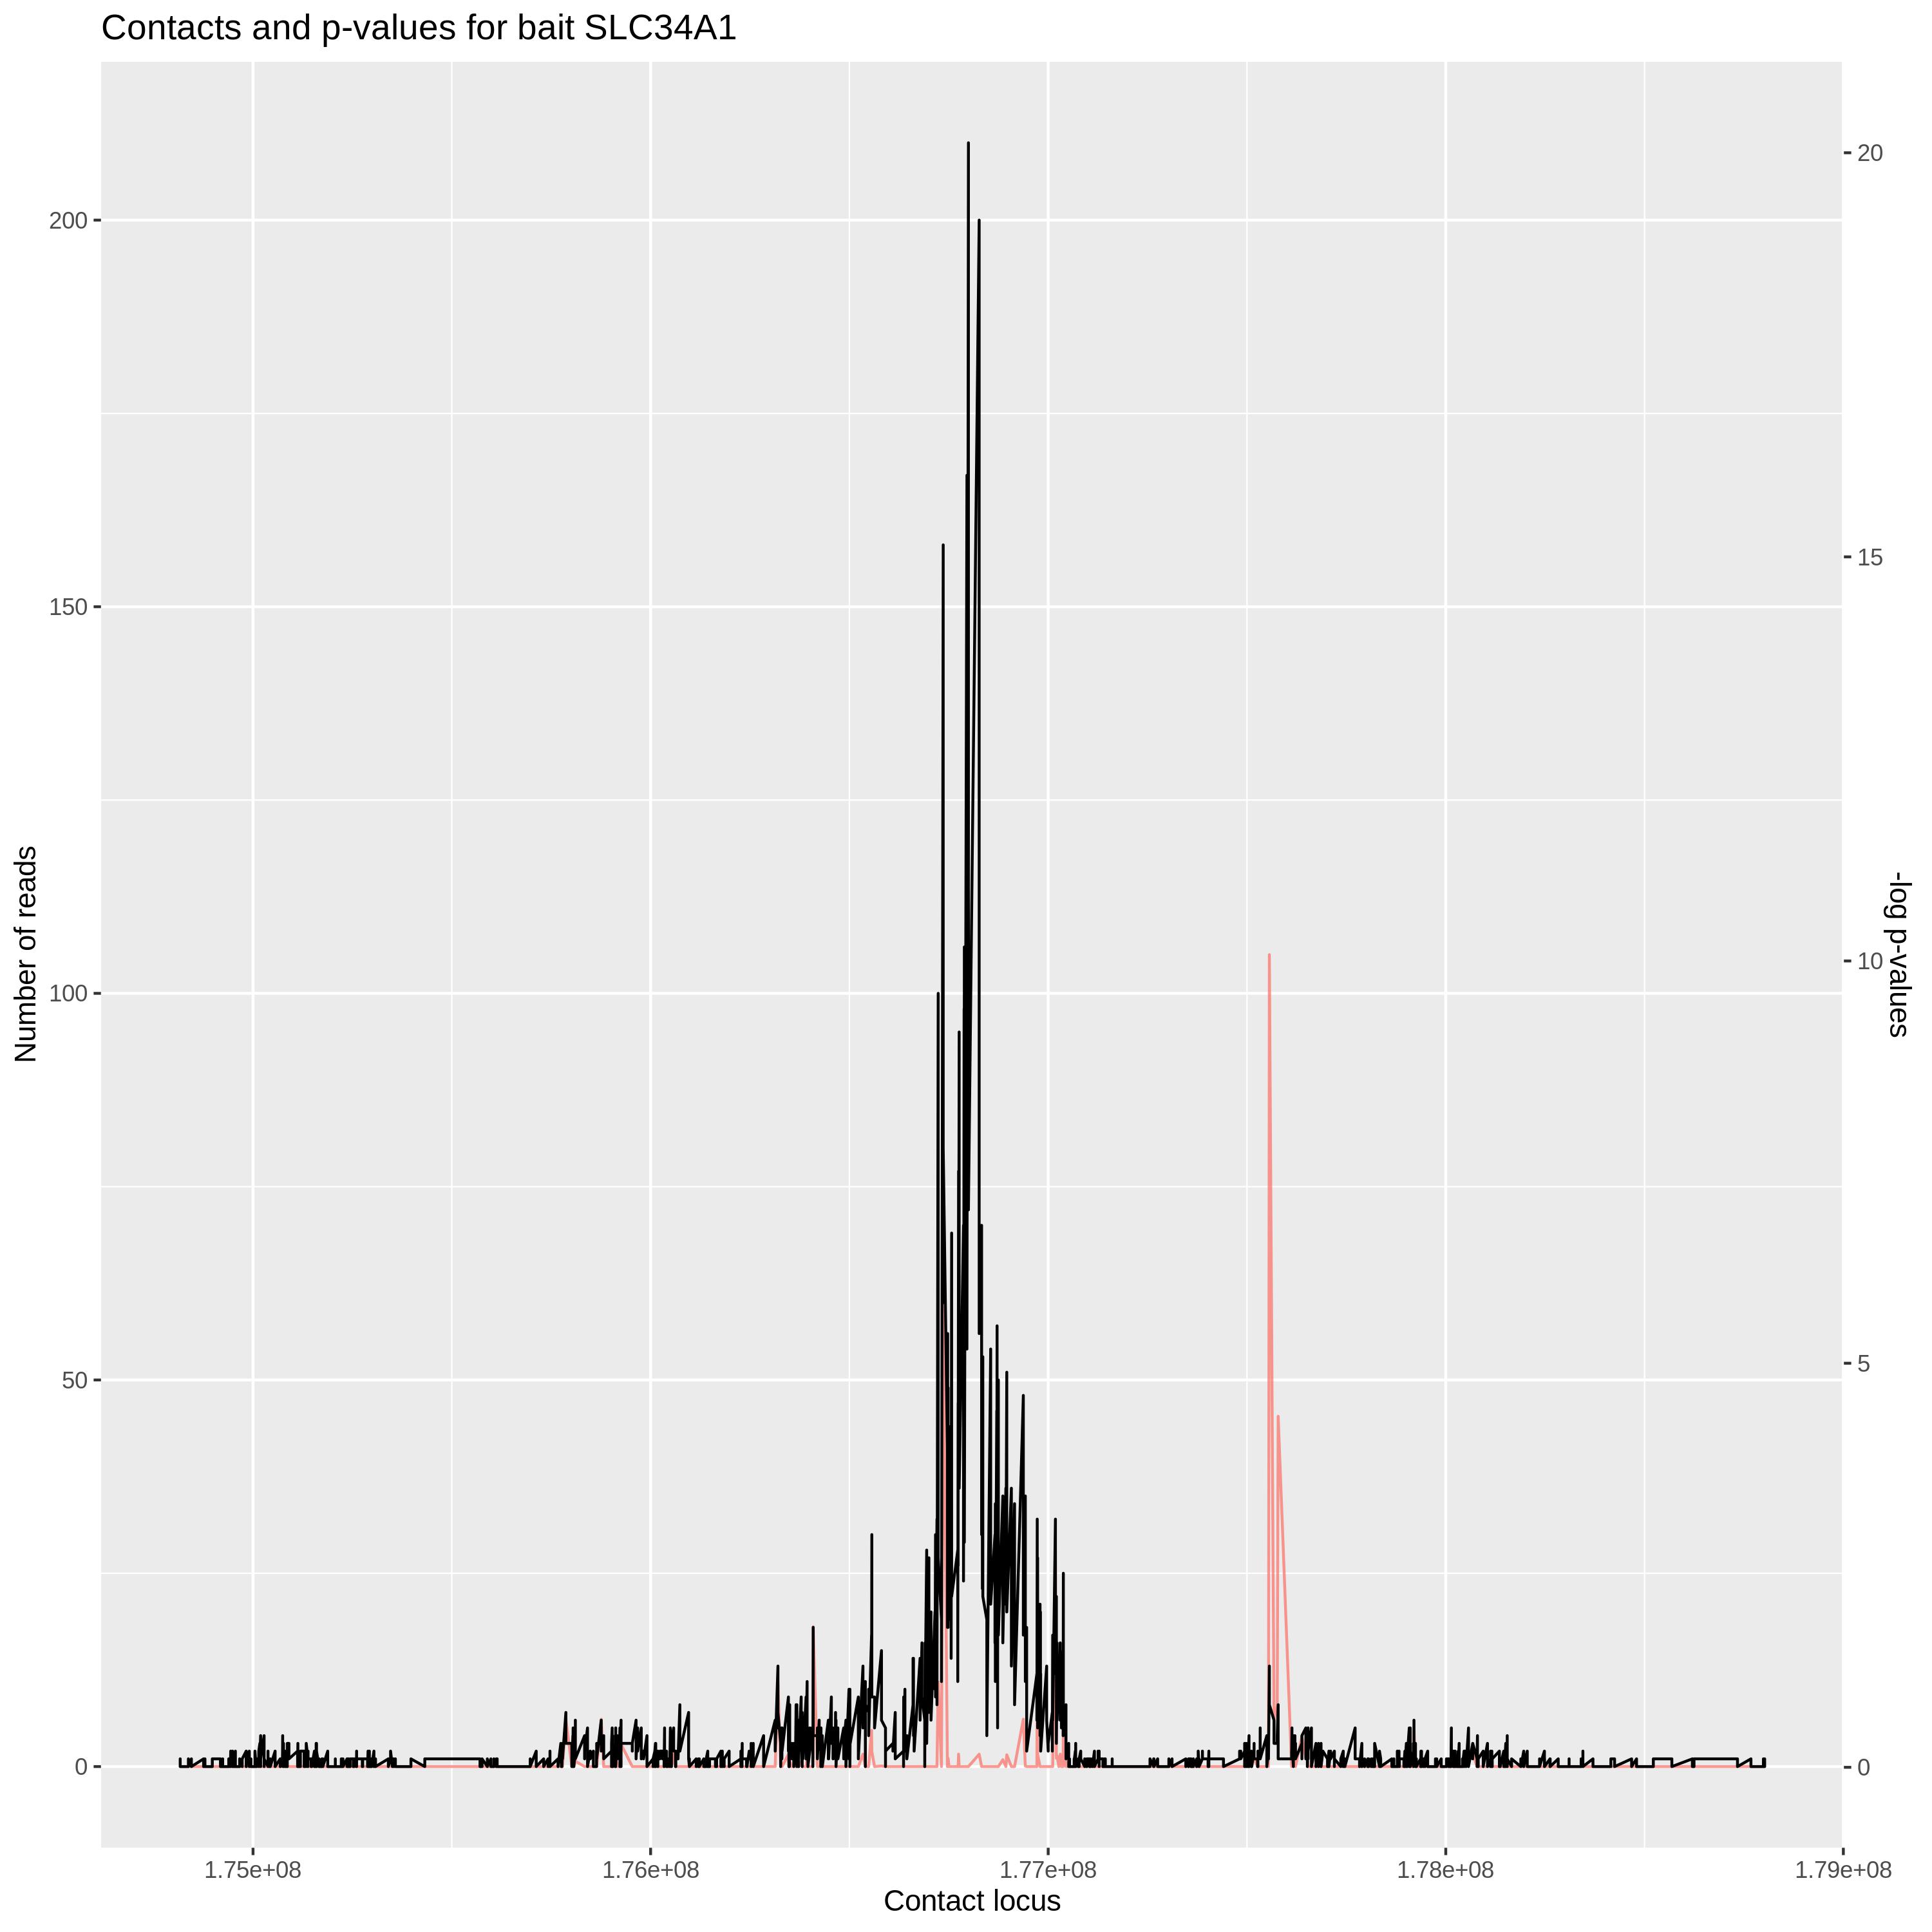 Contacts and p-values for bait SLC34A1
200
150
100
50
0
Number of reads
20
15
10
5
0
-log p-values
1.75e+08
1.76e+08
1.77e+08
1.78e+08
1.79e+08
Contact locus